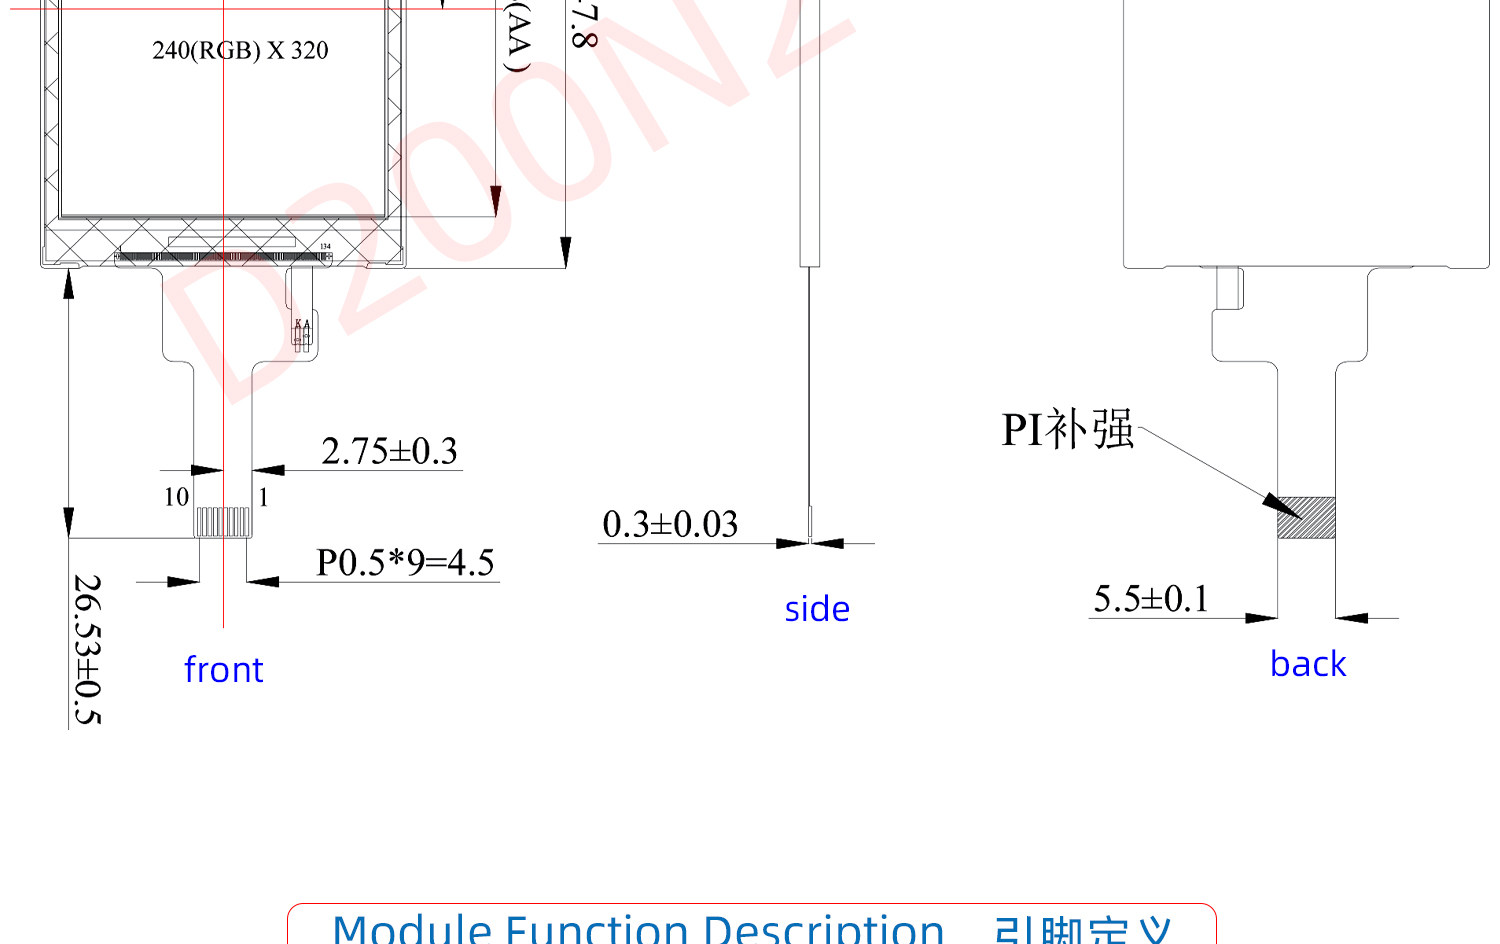 240(RGB) X 320
(AA )
7.8
D200N2
134
K A
2.75±0.3
10
1
P0.5*9=4.5
26.53±0.5
front
0.3±0.03
side
PI补强
5.5±0.1
back
Module Function Description 引脚定义